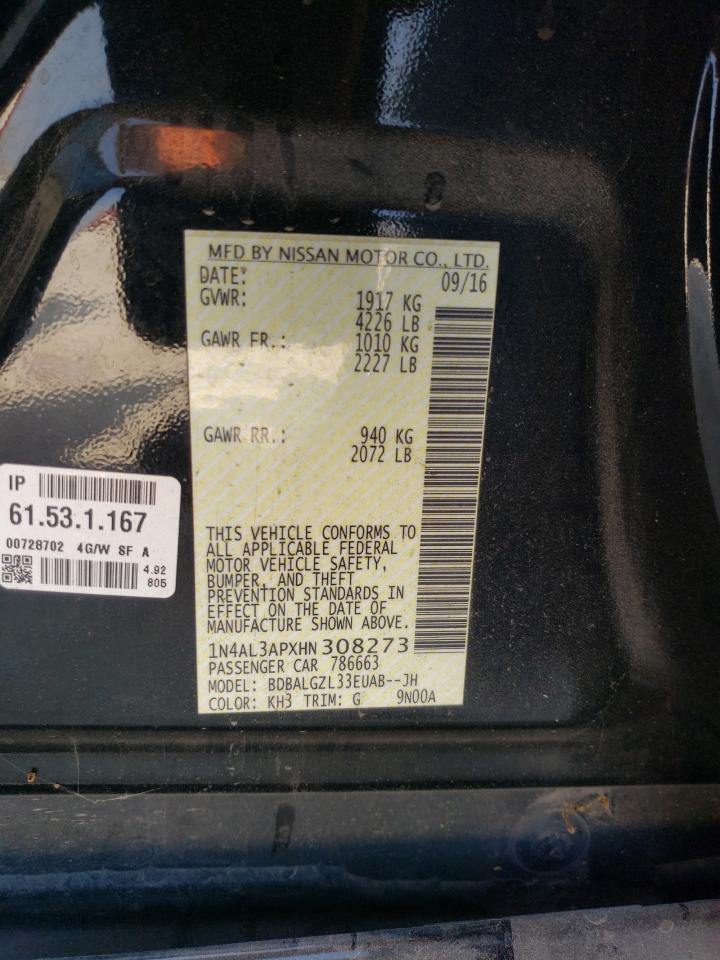 MFD BY NISSAN MOTOR CO., LTD.
DATE: 09/16
GVWR: 1917 KG
4226 LB
GAWR FR.: 1010 KG
2227 LB
GAWR RR.: 940 KG
2072 LB
THIS VEHICLE CONFORMS TO
ALL APPLICABLE FEDERAL
MOTOR VEHICLE SAFETY,
BUMPER, AND THEFT
PREVENTION STANDARDS IN
EFFECT ON THE DATE OF
MANUFACTURE SHOWN ABOVE.
1N4AL3APXHN308273
PASSENGER CAR 786663
MODEL: BDBALGZL33EUAB--JH
COLOR: KH3 TRIM: G 9N00A
IP
61.53.1.167
00728702 4G/W SF A
4.92
805